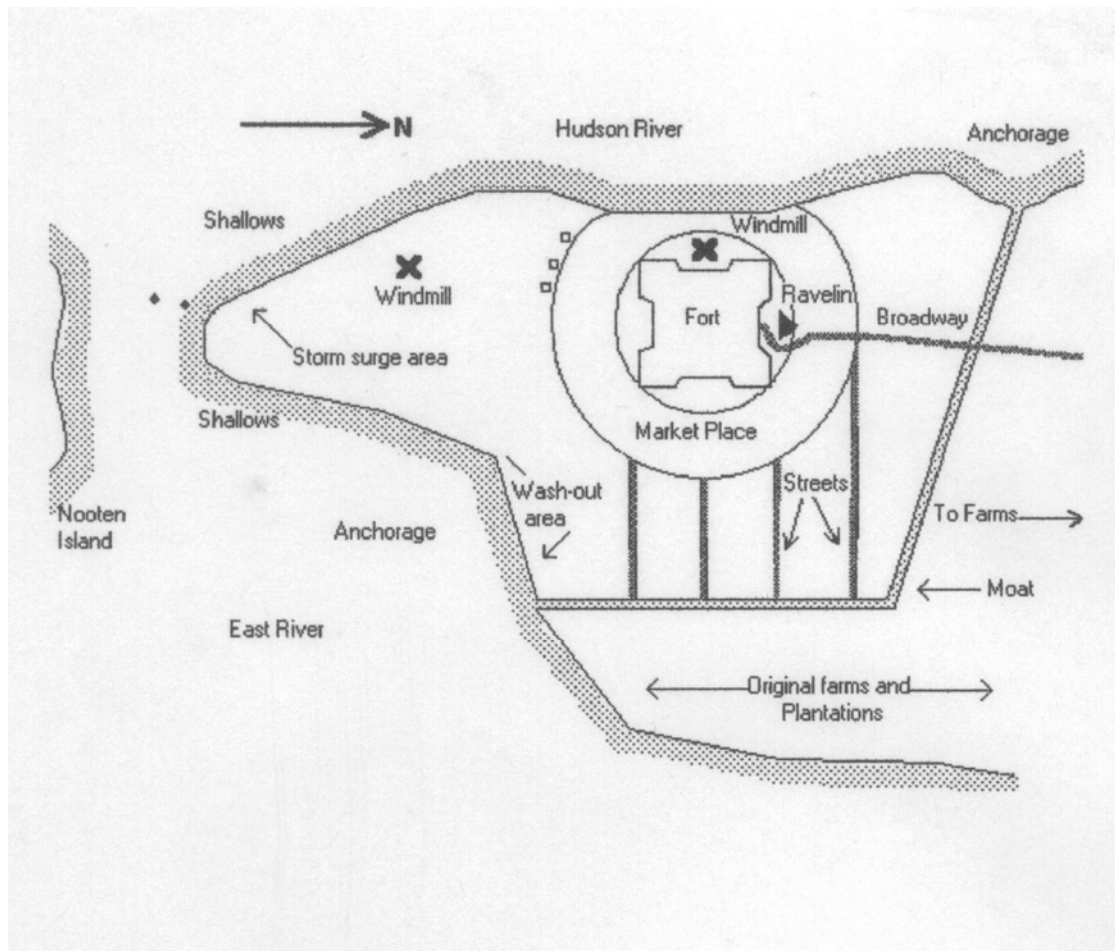 N
Hudson River
Anchorage
Shallows
Windmill
Windmill
Ravelin
Fort
Broadway
Storm surge area
Shallows
Market Place
Wash-out
area
Streets
Nooten
Island
Anchorage
To Farms
Moat
East River
Original farms and
Plantations